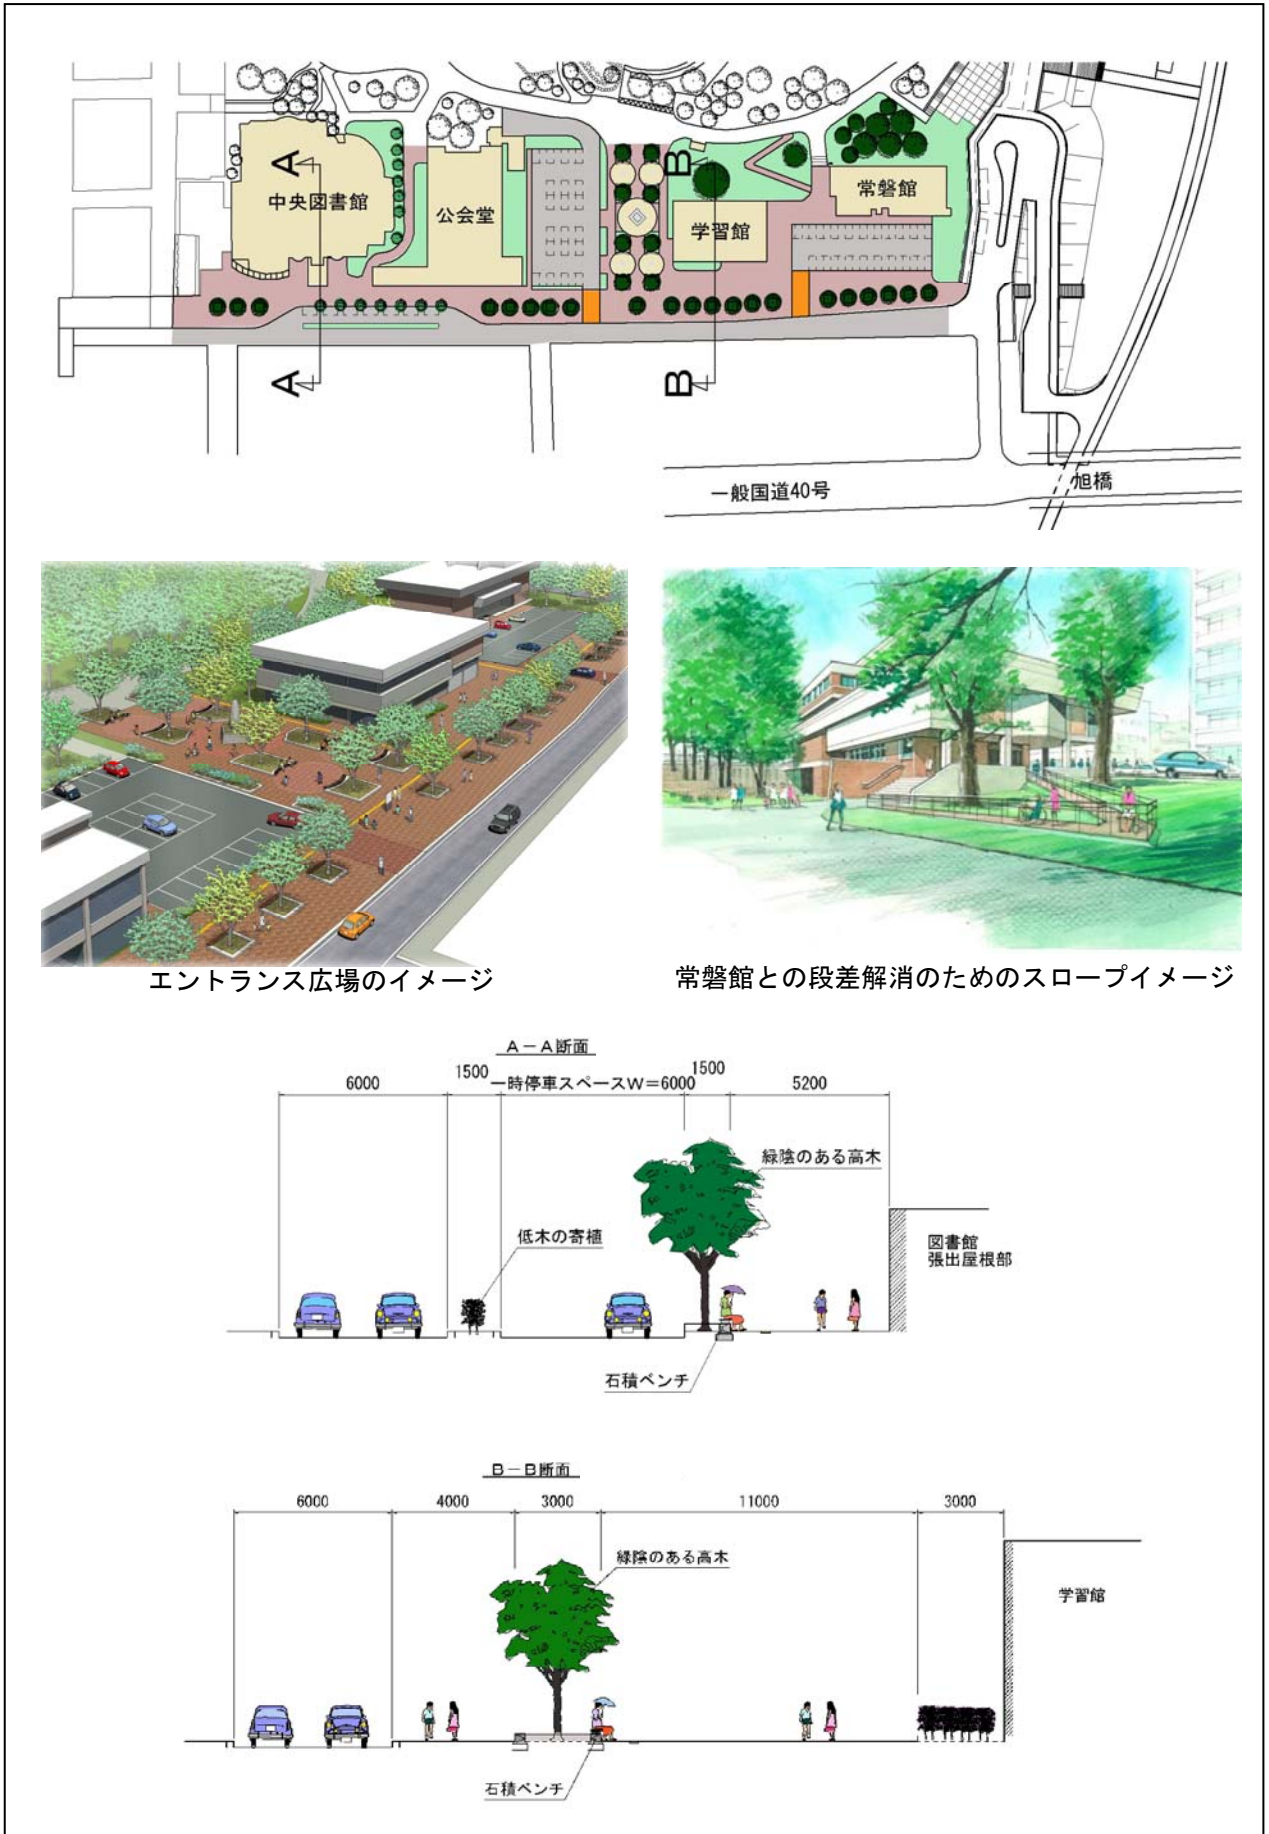 A
B
中央図書館
公会堂
学習館
常磐館
A
B
一般国道40号
旭橋
エントランス広場のイメージ
常磐館との段差解消のためのスロープイメージ
A－A断面
6000
1500
一時停車スペースW＝6000
1500
5200
緑陰のある高木
低木の寄植
図書館
張出屋根部
石積ベンチ
B－B断面
6000
4000
3000
11000
3000
緑陰のある高木
学習館
石積ベンチ